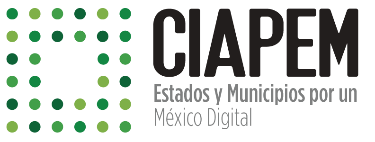 CIAPEM
Estados y Municipios por un
México Digital